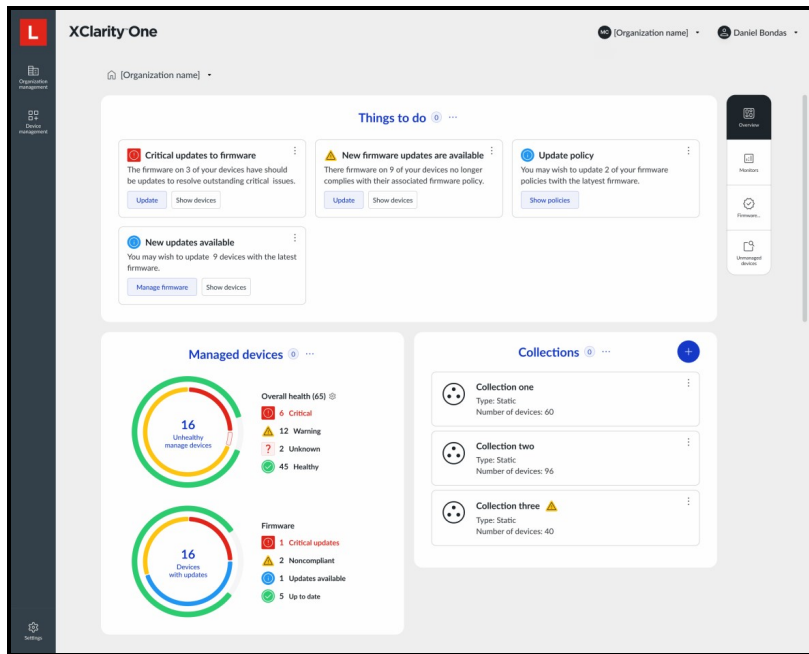 L
XClarity One
MC [Organization name]
Daniel Bondas
Organization
management
Device
management
Settings
[Organization name]
Things to do 0 ...
Critical updates to firmware
The firmware on 3 of your devices have should
be updates to resolve outstanding critical issues.
Update Show devices
New firmware updates are available
There firmware on 9 of your devices no longer
complies with their associated firmware policy.
Update Show devices
Update policy
You may wish to update 2 of your firmware
policies twith the latyest firmware.
Show policies
New updates available
You may wish to update 9 devices with the latest
firmware.
Manage firmware Show devices
Overview
Monitors
Firmware...
Unmanaged
devices
Managed devices 0 ...
16
Unhealthy
manage devices
Overall health (65)
6 Critical
12 Warning
? 2 Unknown
45 Healthy
16
Devices
with updates
Firmware
1 Critical updates
2 Noncompliant
1 Updates available
5 Up to date
Collections 0 ...
+
Collection one
Type: Static
Number of devices: 60
Collection two
Type: Static
Number of devices: 96
Collection three
Type: Static
Number of devices: 40